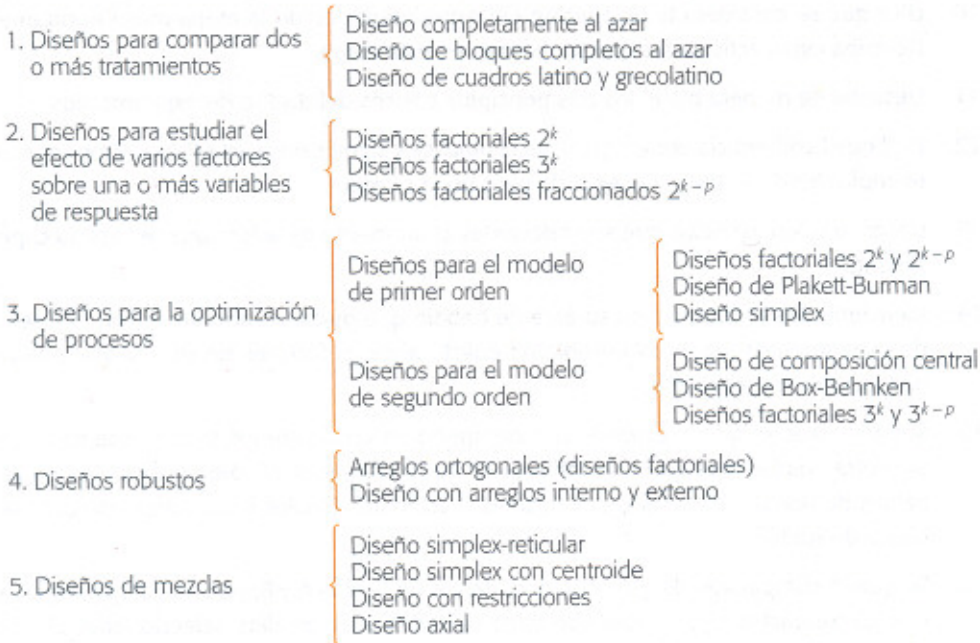 1. Diseños para comparar dos
o más tratamientos
Diseño completamente al azar
Diseño de bloques completos al azar
Diseño de cuadros latino y grecolatino
2. Diseños para estudiar el
efecto de varios factores
sobre una o más variables
de respuesta
Diseños factoriales 2^k
Diseños factoriales 3^k
Diseños factoriales fraccionados 2^{k – p}
3. Diseños para la optimización
de procesos
Diseños para el modelo
de primer orden
Diseños factoriales 2^k y 2^{k – p}
Diseño de Plakett-Burman
Diseño simplex
Diseños para el modelo
de segundo orden
Diseño de composición central
Diseño de Box-Behnken
Diseños factoriales 3^k y 3^{k – p}
4. Diseños robustos
Arreglos ortogonales (diseños factoriales)
Diseño con arreglos interno y externo
5. Diseños de mezclas
Diseño simplex-reticular
Diseño simplex con centroide
Diseño con restricciones
Diseño axial